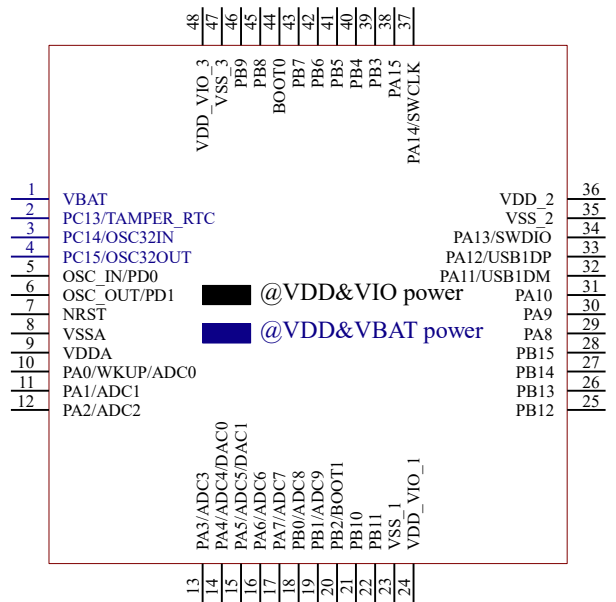 48
47
46
45
44
43
42
41
40
39
38
37
VDD_VIO_3
VSS_3
PB9
PB8
BOOT0
PB7
PB6
PB5
PB4
PB3
PA15
PA14/SWCLK
1 VBAT
2 PC13/TAMPER_RTC
3 PC14/OSC32IN
4 PC15/OSC32OUT
5 OSC_IN/PD0
6 OSC_OUT/PD1
7 NRST
8 VSSA
9 VDDA
10 PA0/WKUP/ADC0
11 PA1/ADC1
12 PA2/ADC2
@VDD&VIO power
@VDD&VBAT power
VDD_2 36
VSS_2 35
PA13/SWDIO 34
PA12/USB1DP 33
PA11/USB1DM 32
PA10 31
PA9 30
PA8 29
PB15 28
PB14 27
PB13 26
PB12 25
PA3/ADC3
PA4/ADC4/DAC0
PA5/ADC5/DAC1
PA6/ADC6
PA7/ADC7
PB0/ADC8
PB1/ADC9
PB2/BOOT1
PB10
PB11
VSS_1
VDD_VIO_1
13
14
15
16
17
18
19
20
21
22
23
24